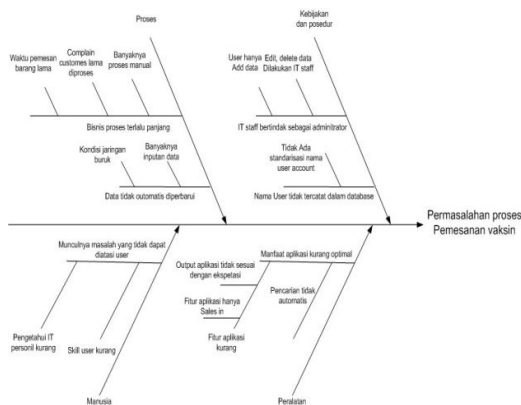 Proses
Kebijakan
dan posedur
Waktu pemesan
barang lama
Complain
customes lama
diproses
Banyaknya
proses manual
User hanya
Add data
Edit, delete data
Dilakukan IT staff
Bisnis proses terlalu panjang
IT staff bertindak sebagai adminitrator
Kondisi jaringan
buruk
Banyaknya
inputan data
Tidak Ada
standarisasi nama
user account
Data tidak outomatis diperbarui
Nama User tidak tercatat dalam database
Permasalahan proses
Pemesanan vaksin
Munculnya masalah yang tidak dapat
diatasi user
Output aplikasi tidak sesuai
dengan ekspetasi
Manfaat aplikasi kurang optimal
Fitur aplikasi hanya
Sales in
Pencarian tidak
automatis
Pengetahui IT
personil kurang
Skill user kurang
Fitur aplikasi
kurang
Manusia
Peralatan